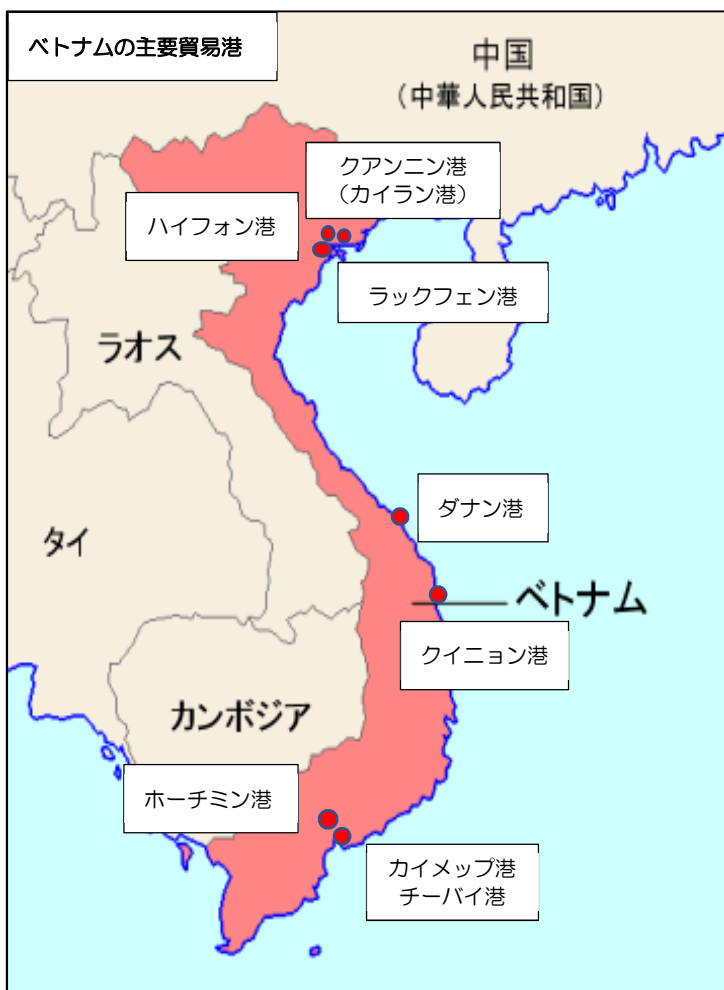 ベトナムの主要貿易港
中国
（中華人民共和国）
クアンニン港
（カイラン港）
ハイフォン港
ラックフェン港
ラオス
ダナン港
タイ
ベトナム
クイニョン港
カンボジア
ホーチミン港
カイメップ港
チーバイ港